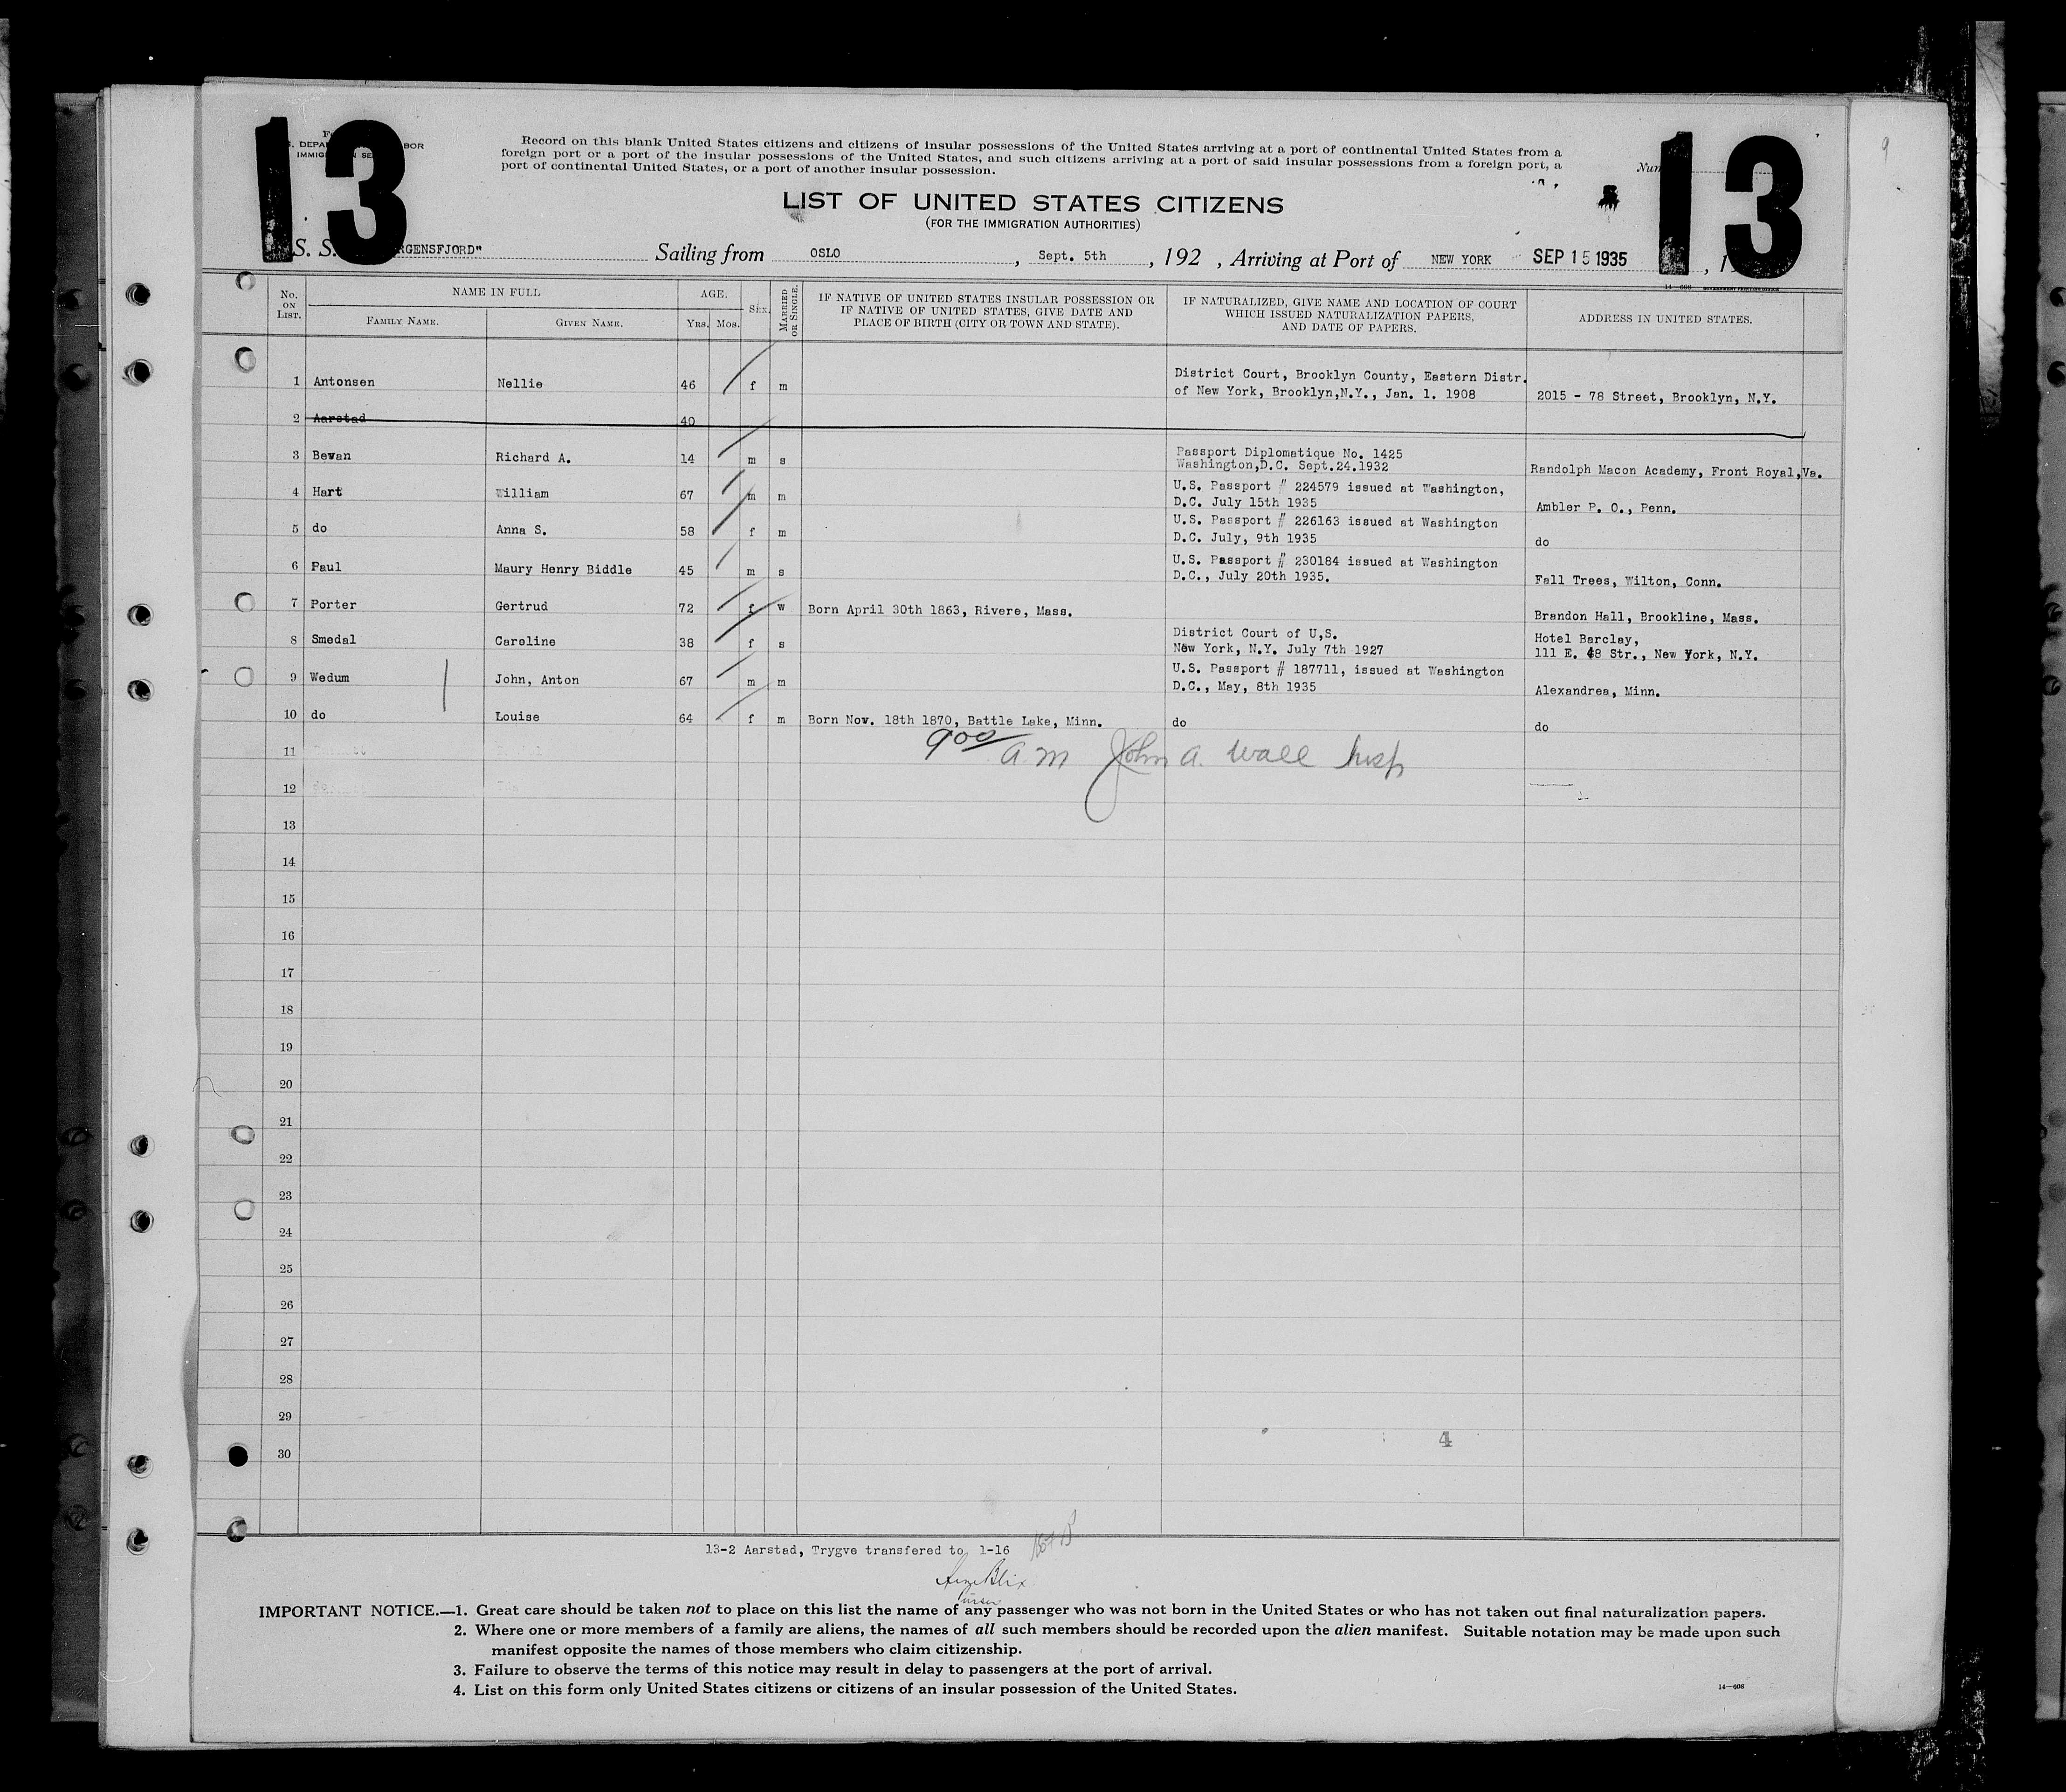 13
13
9
BOR
Record on this blank United States citizens and citizens of insular possessions of the United States arriving at a port of continental United States from a
foreign port or a port of the insular possessions of the United States, and such citizens arriving at a port of said insular possessions from a foreign port, a
port of continental United States, or a port of another insular possession.
LIST OF UNITED STATES CITIZENS
(FOR THE IMMIGRATION AUTHORITIES)
S. S. RGENSFJORD" Sailing from OSLO, Sept. 5th, 192 , Arriving at Port of NEW YORK SEP 15 1935
No. ON LIST. NAME IN FULL AGE. SEX. MARRIED OR SINGLE. IF NATIVE OF UNITED STATES INSULAR POSSESSION OR IF NATIVE OF UNITED STATES, GIVE DATE AND PLACE OF BIRTH (CITY OR TOWN AND STATE). IF NATURALIZED, GIVE NAME AND LOCATION OF COURT WHICH ISSUED NATURALIZATION PAPERS, AND DATE OF PAPERS. ADDRESS IN UNITED STATES.
FAMILY NAME. GIVEN NAME. YRS. MOS.
1 Antonsen Nellie 46 f m District Court, Brooklyn County, Eastern Distr.
of New York, Brooklyn,N.Y., Jan. 1. 1908 2015 - 78 Street, Brooklyn, N.Y.
2 Aarstad 40
3 Bewan Richard A. 14 m s Passport Diplomatique No. 1425
Washington,D.C. Sept.24.1932 Randolph Macon Academy, Front Royal,Va.
4 Hart William 67 m m U.S. Passport # 224579 issued at Washington,
D.C. July 15th 1935 Ambler P. O., Penn.
5 do Anna S. 58 f m U.S. Passport # 226163 issued at Washington
D.C. July, 9th 1935 do
6 Paul Maury Henry Biddle 45 m s U.S. Passport # 230184 issued at Washington
D.C., July 20th 1935. Fall Trees, Wilton, Conn.
7 Porter Gertrud 72 f w Born April 30th 1863, Rivere, Mass. Brandon Hall, Brookline, Mass.
8 Smedal Caroline 38 f s District Court of U,S. Hotel Barclay,
New York, N.Y. July 7th 1927 111 E. 48 Str., New York, N.Y.
9 Wedum John, Anton 67 m m U.S. Passport # 187711, issued at Washington
D.C., May, 8th 1935 Alexandrea, Minn.
10 do Louise 64 f m Born Nov. 18th 1870, Battle Lake, Minn. do do
9 00 a m John A. Wall Insp
11
12
13
14
15
16
17
18
19
20
21
22
23
24
25
26
27
28
29
4
30
13-2 Aarstad, Trygve transfered to 1-16
IMPORTANT NOTICE.—1. Great care should be taken not to place on this list the name of any passenger who was not born in the United States or who has not taken out final naturalization papers.
2. Where one or more members of a family are aliens, the names of all such members should be recorded upon the alien manifest. Suitable notation may be made upon such
manifest opposite the names of those members who claim citizenship.
3. Failure to observe the terms of this notice may result in delay to passengers at the port of arrival.
4. List on this form only United States citizens or citizens of an insular possession of the United States.
14—698